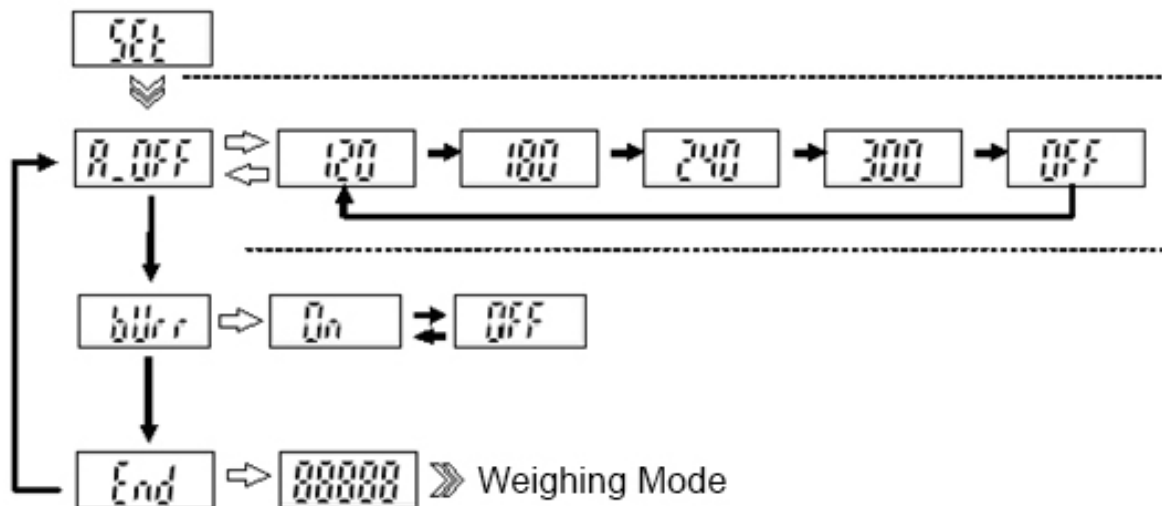 SEt
A_OFF 120 180 240 300 OFF
bUrr On OFF
End 88888 Weighing Mode